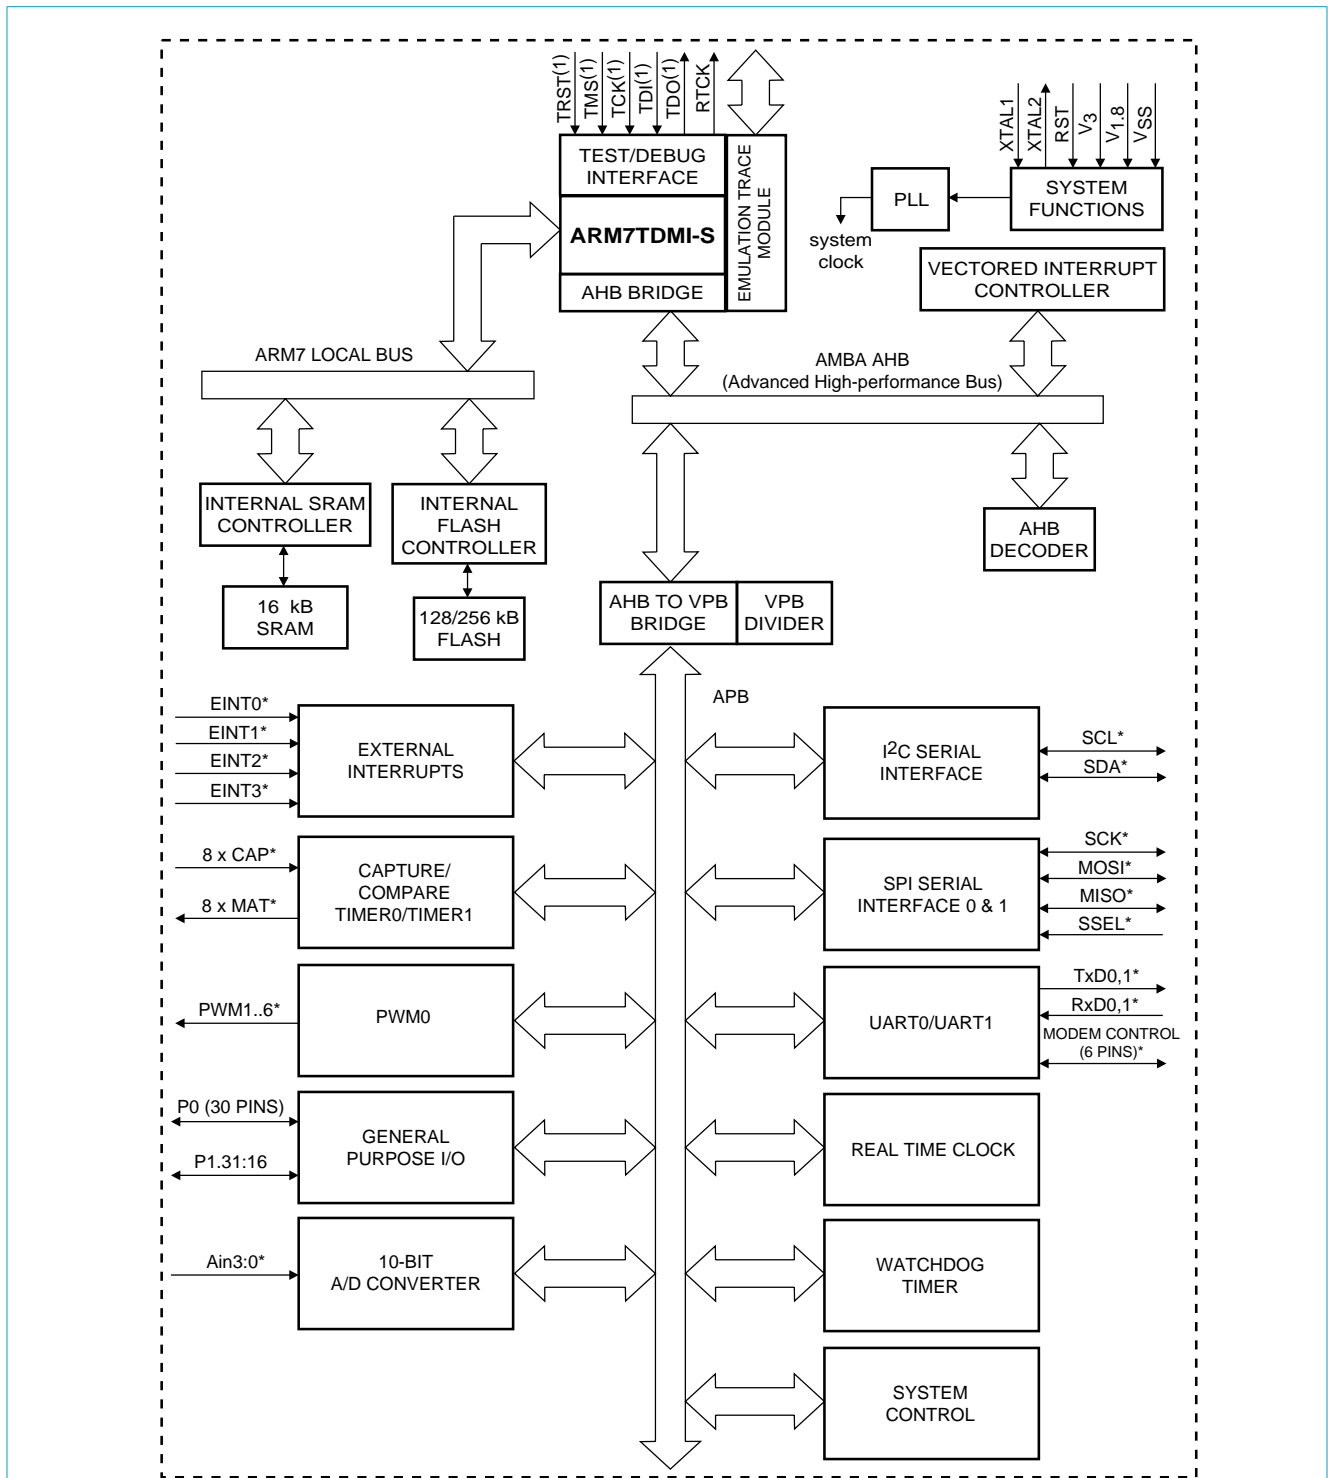 TRST(1)
TMS(1)
TCK(1)
TDI(1)
TDO(1)
RTCK
XTAL1
XTAL2
RST
V3
V1.8
VSS
TEST/DEBUG
INTERFACE
ARM7TDMI-S
AHB BRIDGE
EMULATION TRACE
MODULE
PLL
SYSTEM
FUNCTIONS
system
clock
VECTORED INTERRUPT
CONTROLLER
ARM7 LOCAL BUS
AMBA AHB
(Advanced High-performance Bus)
INTERNAL SRAM
CONTROLLER
INTERNAL
FLASH
CONTROLLER
AHB
DECODER
16 kB
SRAM
128/256 kB
FLASH
AHB TO VPB
BRIDGE
VPB
DIVIDER
APB
EINT0*
EINT1*
EINT2*
EINT3*
EXTERNAL
INTERRUPTS
I2C SERIAL
INTERFACE
SCL*
SDA*
8 x CAP*
8 x MAT*
CAPTURE/
COMPARE
TIMER0/TIMER1
SPI SERIAL
INTERFACE 0 & 1
SCK*
MOSI*
MISO*
SSEL*
PWM1..6*
PWM0
UART0/UART1
TxD0,1*
RxD0,1*
MODEM CONTROL
(6 PINS)*
P0 (30 PINS)
P1.31:16
GENERAL
PURPOSE I/O
REAL TIME CLOCK
Ain3:0*
10-BIT
A/D CONVERTER
WATCHDOG
TIMER
SYSTEM
CONTROL